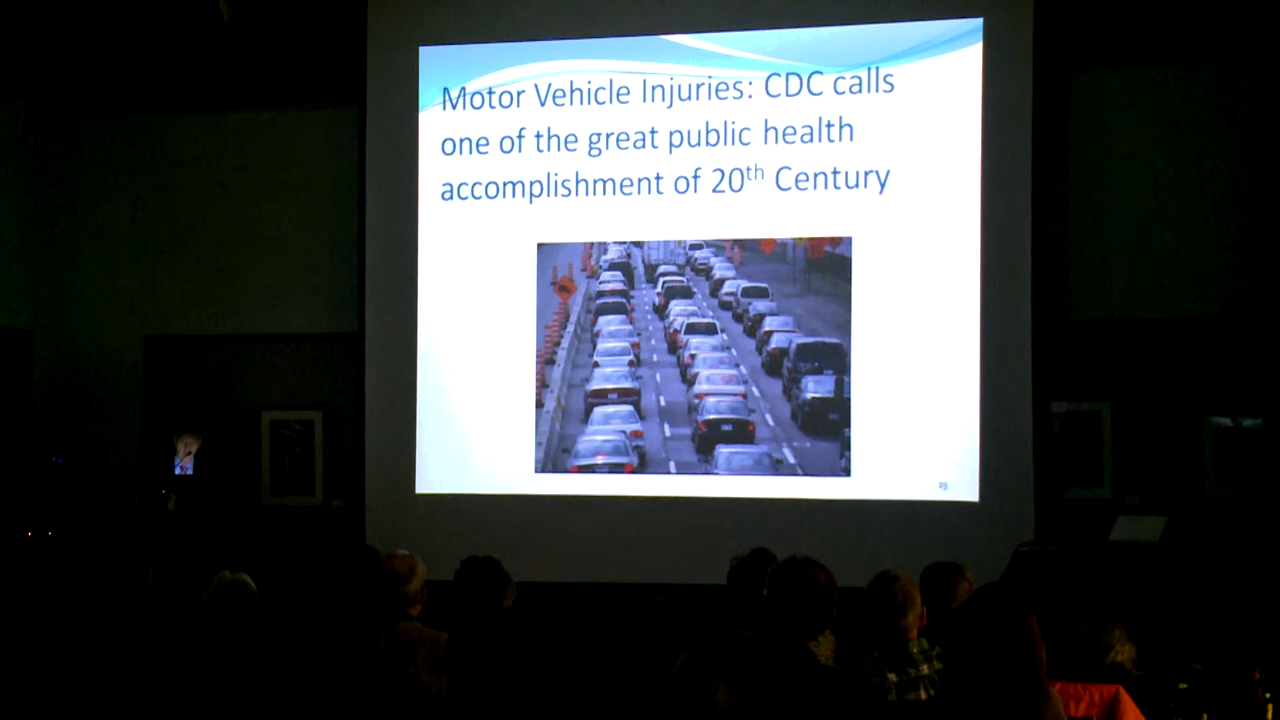 Motor Vehicle Injuries: CDC calls
one of the great public health
accomplishment of 20th Century